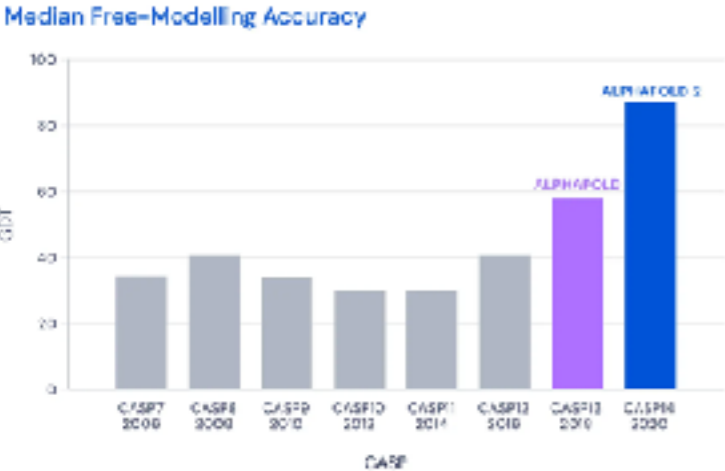 Median Free-Modelling Accuracy
100
ALPHAFOLD 2
80
ALPHAFOLD
60
GDT
40
20
0
CASP7 CASP8 CASP9 CASP10 CASP11 CASP12 CASP13 CASP14
2006 2008 2010 2012 2014 2016 2018 2020
CASP